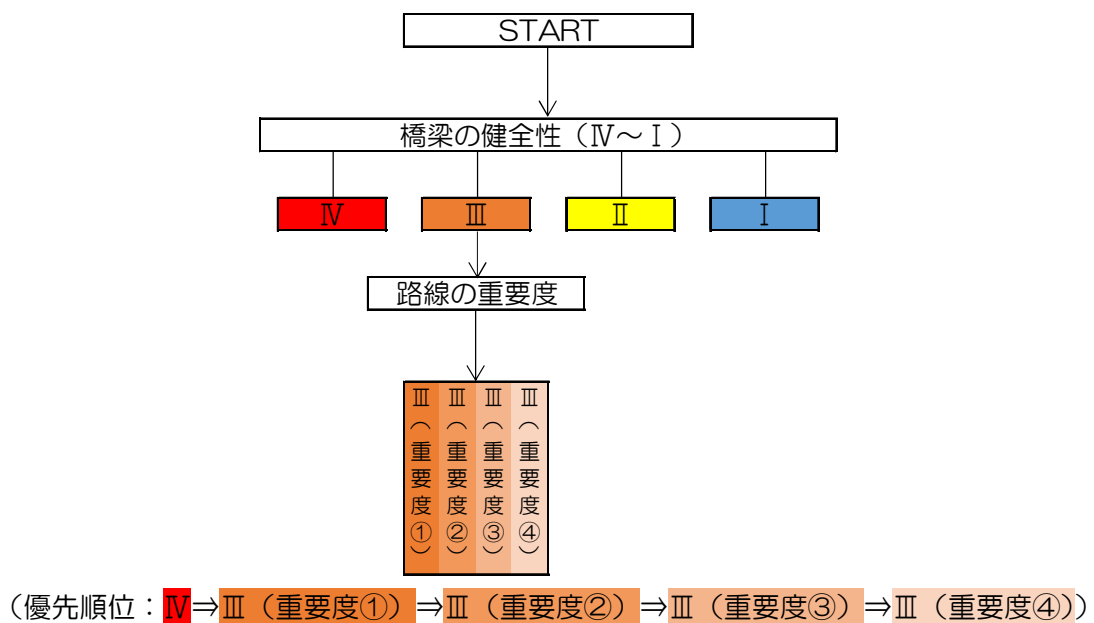 START
橋梁の健全性（Ⅳ～Ⅰ）
Ⅳ
Ⅲ
Ⅱ
Ⅰ
路線の重要度
Ⅲ（重要度①）
Ⅲ（重要度②）
Ⅲ（重要度③）
Ⅲ（重要度④）
（優先順位：Ⅳ⇒Ⅲ（重要度①）⇒Ⅲ（重要度②）⇒Ⅲ（重要度③）⇒Ⅲ（重要度④））